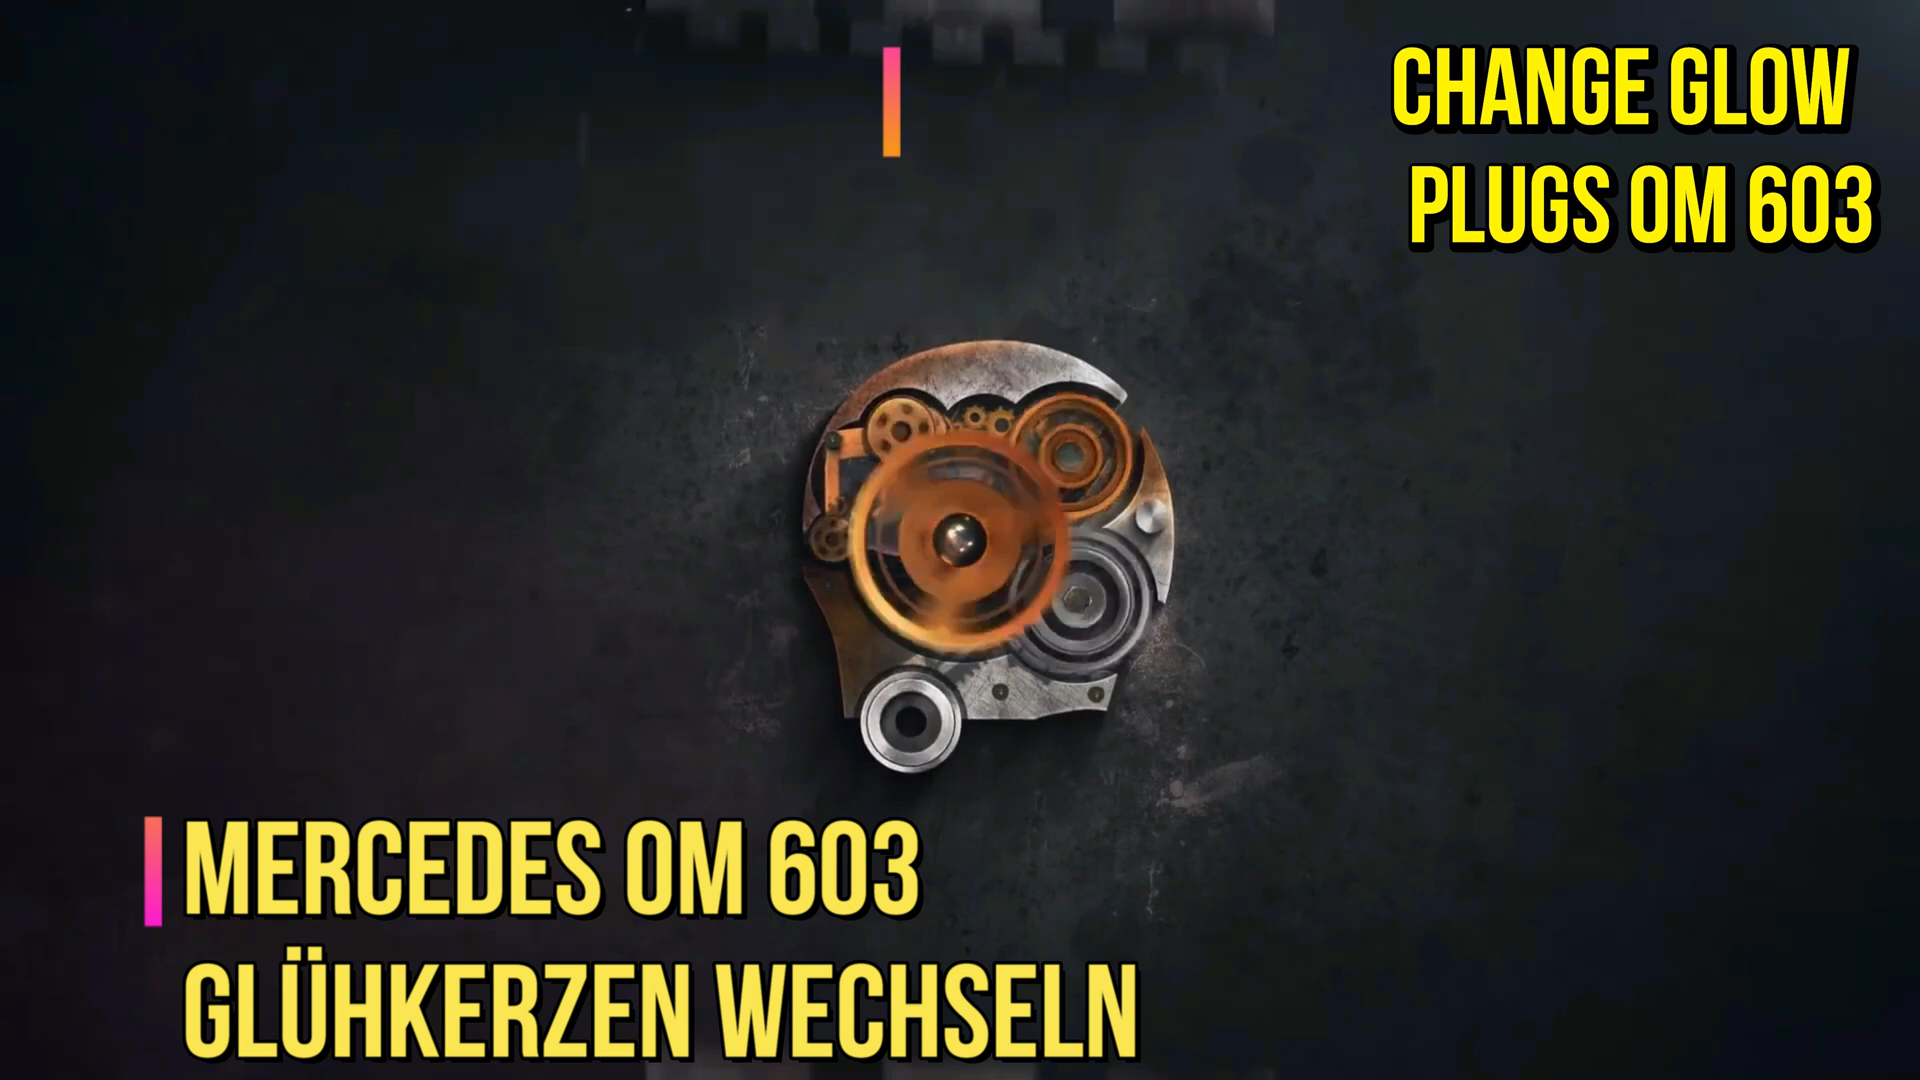 CHANGE GLOW
PLUGS OM 603
MERCEDES OM 603
GLÜHKERZEN WECHSELN